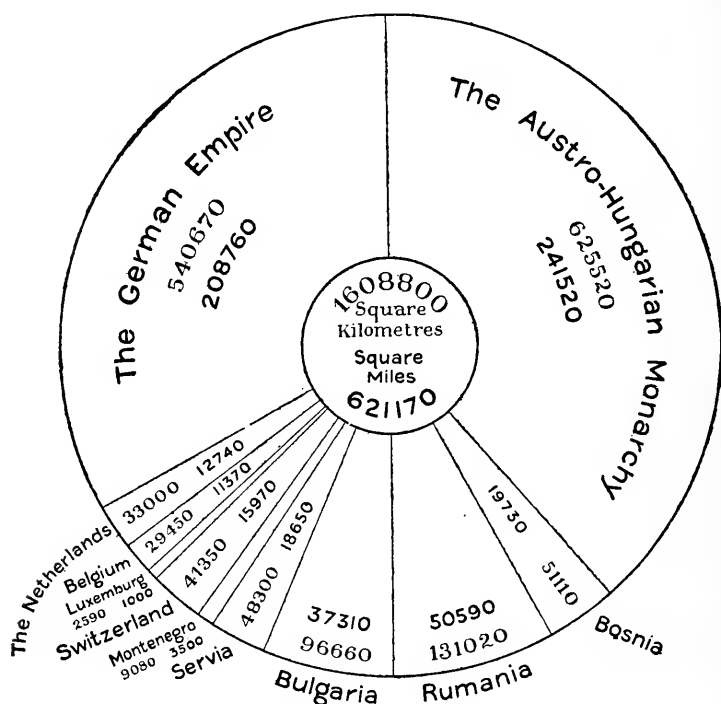 The German Empire
540670
208760
The Austro-Hungarian Monarchy
625520
241520
1608800
Square
Kilometres
Square
Miles
621170
12740
33000
The Netherlands
11370
29450
Belgium
Luxemburg
2590 1000
15970
41350
Switzerland
Montenegro
9080 3500
18650
48300
Servia
37310
96660
Bulgaria
50590
131020
Rumania
19730
51110
Bosnia